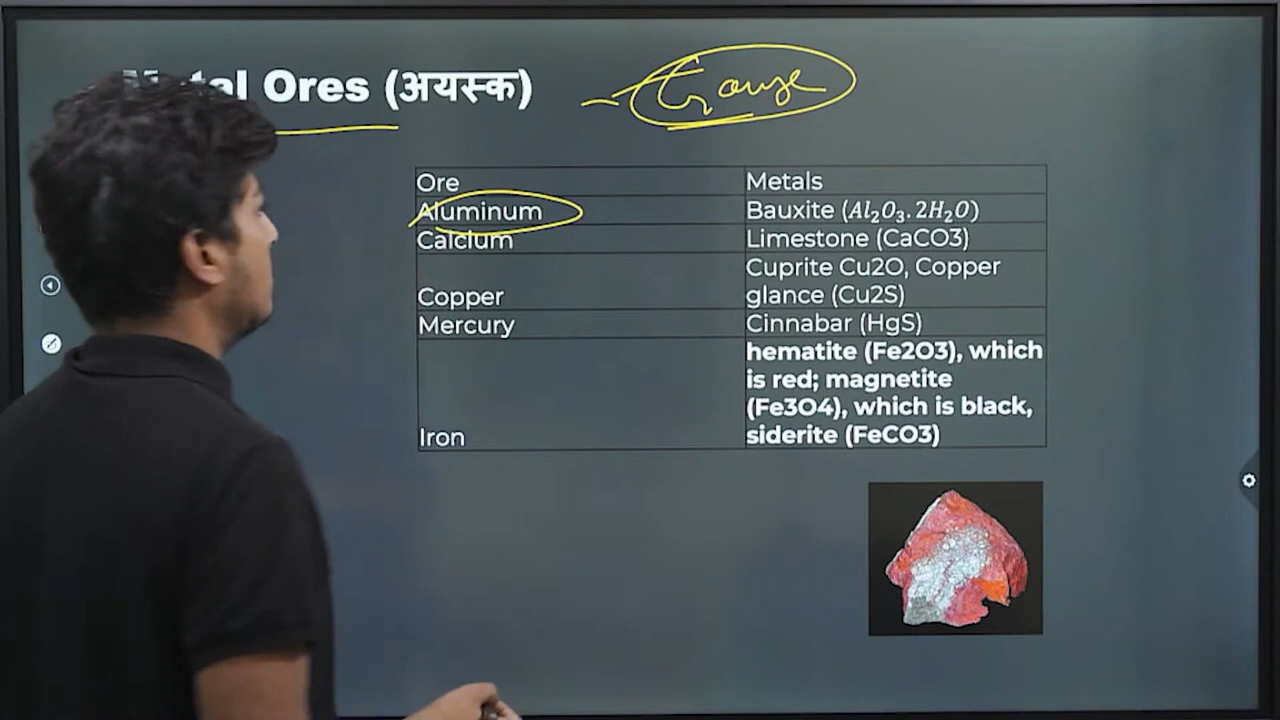 Metal Ores (अयस्क)
Gangue
Ore Metals
Aluminum Bauxite (Al₂O₃.2H₂O)
Calcium Limestone (CaCO3)
Copper Cuprite Cu2O, Copper
glance (Cu2S)
Mercury Cinnabar (HgS)
Iron hematite (Fe2O3), which
is red; magnetite
(Fe3O4), which is black,
siderite (FeCO3)